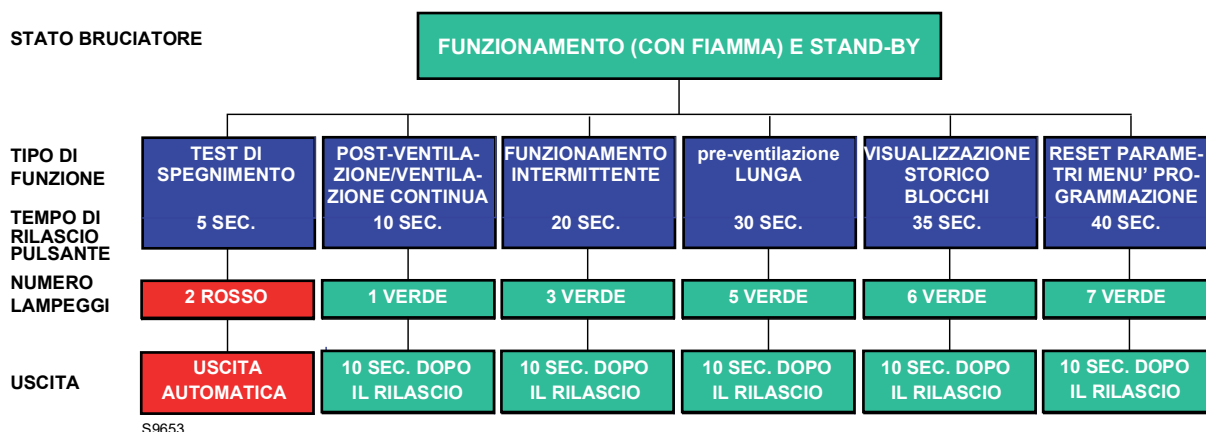 STATO BRUCIATORE
FUNZIONAMENTO (CON FIAMMA) E STAND-BY
TIPO DI
FUNZIONE
TEST DI
SPEGNIMENTO
POST-VENTILA-
ZIONE/VENTILA-
ZIONE CONTINUA
FUNZIONAMENTO
INTERMITTENTE
pre-ventilazione
LUNGA
VISUALIZZAZIONE
STORICO
BLOCCHI
RESET PARAME-
TRI MENU’ PRO-
GRAMMAZIONE
TEMPO DI
RILASCIO
PULSANTE
5 SEC.
10 SEC.
20 SEC.
30 SEC.
35 SEC.
40 SEC.
NUMERO
LAMPEGGI
2 ROSSO
1 VERDE
3 VERDE
5 VERDE
6 VERDE
7 VERDE
USCITA
USCITA
AUTOMATICA
10 SEC. DOPO
IL RILASCIO
10 SEC. DOPO
IL RILASCIO
10 SEC. DOPO
IL RILASCIO
10 SEC. DOPO
IL RILASCIO
10 SEC. DOPO
IL RILASCIO
S9653